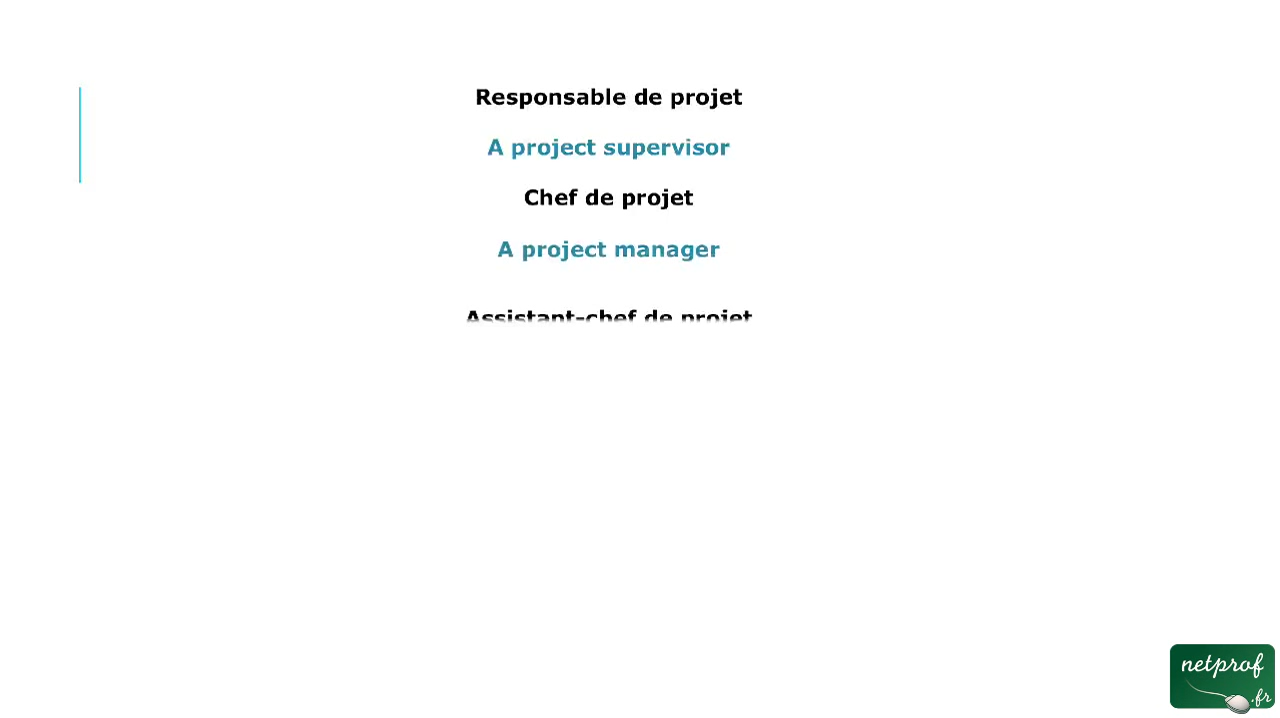 Responsable de projet
A project supervisor
Chef de projet
A project manager
Assistant-chef de projet
netprof
.fr